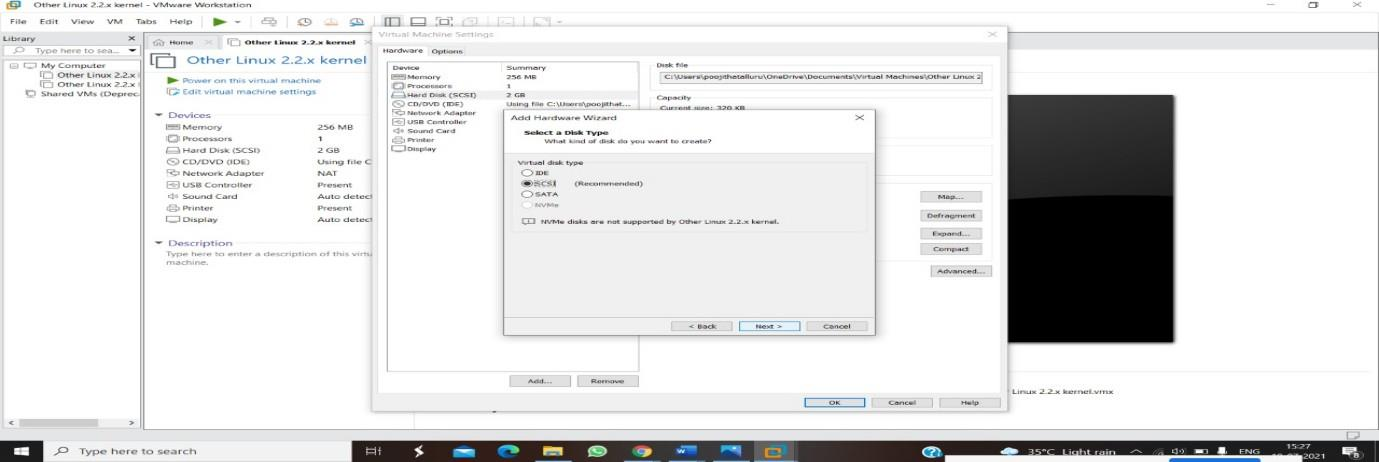 Other Linux 2.2.x kernel - VMware Workstation
File Edit View VM Tabs Help
Library
Type here to sea...
My Computer
Other Linux 2.2.x
Other Linux 2.2.x
Shared VMs (Deprec
Home
Other Linux 2.2.x kernel
Other Linux 2.2.x kernel
Power on this virtual machine
Edit virtual machine settings
Devices
Memory 256 MB
Processors 1
Hard Disk (SCSI) 2 GB
CD/DVD (IDE) Using file C
Network Adapter NAT
USB Controller Present
Sound Card Auto detect
Printer Present
Display Auto detect
Description
Type here to enter a description of this virtu
machine.
Virtual Machine Settings
Hardware Options
Device Summary
Memory 256 MB
Processors 1
Hard Disk (SCSI) 2 GB
CD/DVD (IDE) Using file C:\Users\poojithat...
Network Adapter
USB Controller
Sound Card
Printer
Display
Add... Remove
Disk file
C:\Users\poojithatalluru\OneDrive\Documents\Virtual Machines\Other Linux 2
Capacity
Current size: 320 KB
Map...
Defragment
Expand...
Compact
Advanced...
OK Cancel Help
Add Hardware Wizard
Select a Disk Type
What kind of disk do you want to create?
Virtual disk type
IDE
SCSI (Recommended)
SATA
NVMe
NVMe disks are not supported by Other Linux 2.2.x kernel.
< Back Next > Cancel
Linux 2.2.x kernel.vmx
Type here to search
35°C Light rain
ENG
15:27
2021